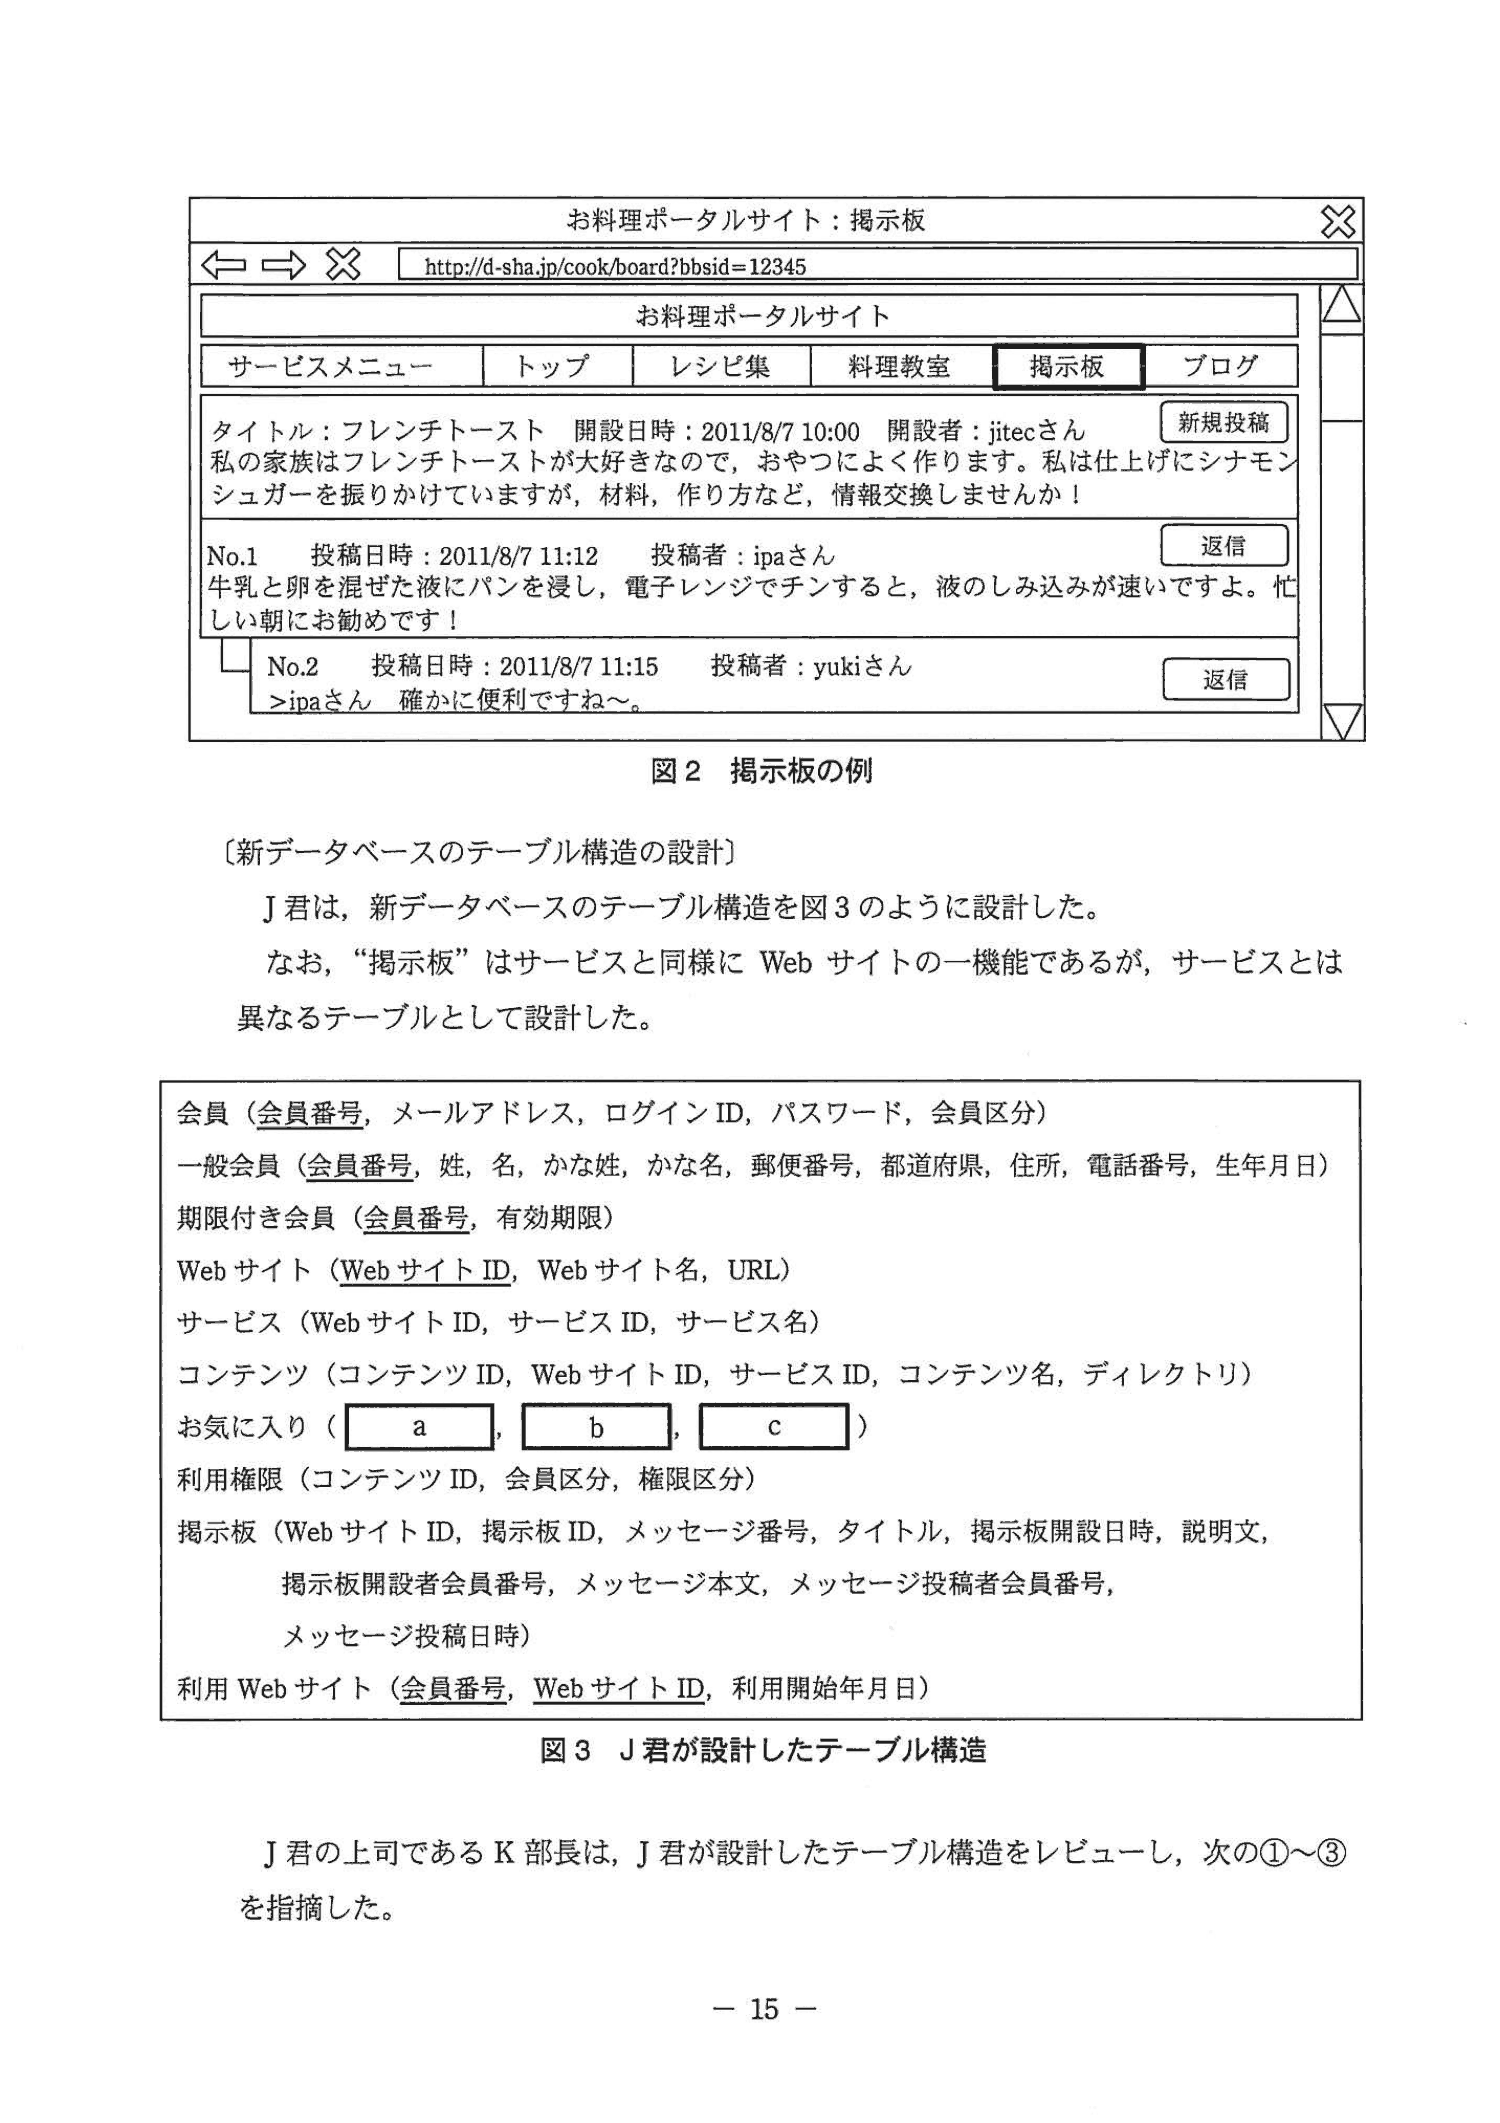 お料理ポータルサイト：掲示板
http://d-sha.jp/cook/board?bbsid=12345
お料理ポータルサイト
サービスメニュー トップ レシピ集 料理教室 掲示板 ブログ
タイトル：フレンチトースト 開設日時：2011/8/7 10:00 開設者：jitecさん 新規投稿
私の家族はフレンチトーストが大好きなので，おやつによく作ります。私は仕上げにシナモン
シュガーを振りかけていますが，材料，作り方など，情報交換しませんか！
No.1 投稿日時：2011/8/7 11:12 投稿者：ipaさん 返信
牛乳と卵を混ぜた液にパンを浸し，電子レンジでチンすると，液のしみ込みが速いですよ。忙
しい朝にお勧めです！
No.2 投稿日時：2011/8/7 11:15 投稿者：yukiさん 返信
>ipaさん 確かに便利ですね～。
図2 掲示板の例
〔新データベースのテーブル構造の設計〕
J君は，新データベースのテーブル構造を図3のように設計した。
なお，“掲示板” はサービスと同様に Web サイトの一機能であるが，サービスとは
異なるテーブルとして設計した。
会員（会員番号，メールアドレス，ログインID，パスワード，会員区分）
一般会員（会員番号，姓，名，かな姓，かな名，郵便番号，都道府県，住所，電話番号，生年月日）
期限付き会員（会員番号，有効期限）
Webサイト（WebサイトID，Webサイト名，URL）
サービス（WebサイトID，サービスID，サービス名）
コンテンツ（コンテンツID，WebサイトID，サービスID，コンテンツ名，ディレクトリ）
お気に入り（ a ， b ， c ）
利用権限（コンテンツID，会員区分，権限区分）
掲示板（WebサイトID，掲示板ID，メッセージ番号，タイトル，掲示板開設日時，説明文，
掲示板開設者会員番号，メッセージ本文，メッセージ投稿者会員番号，
メッセージ投稿日時）
利用Webサイト（会員番号，WebサイトID，利用開始年月日）
図3 J君が設計したテーブル構造
J君の上司であるK部長は，J君が設計したテーブル構造をレビューし，次の①～③
を指摘した。
－ 15 －